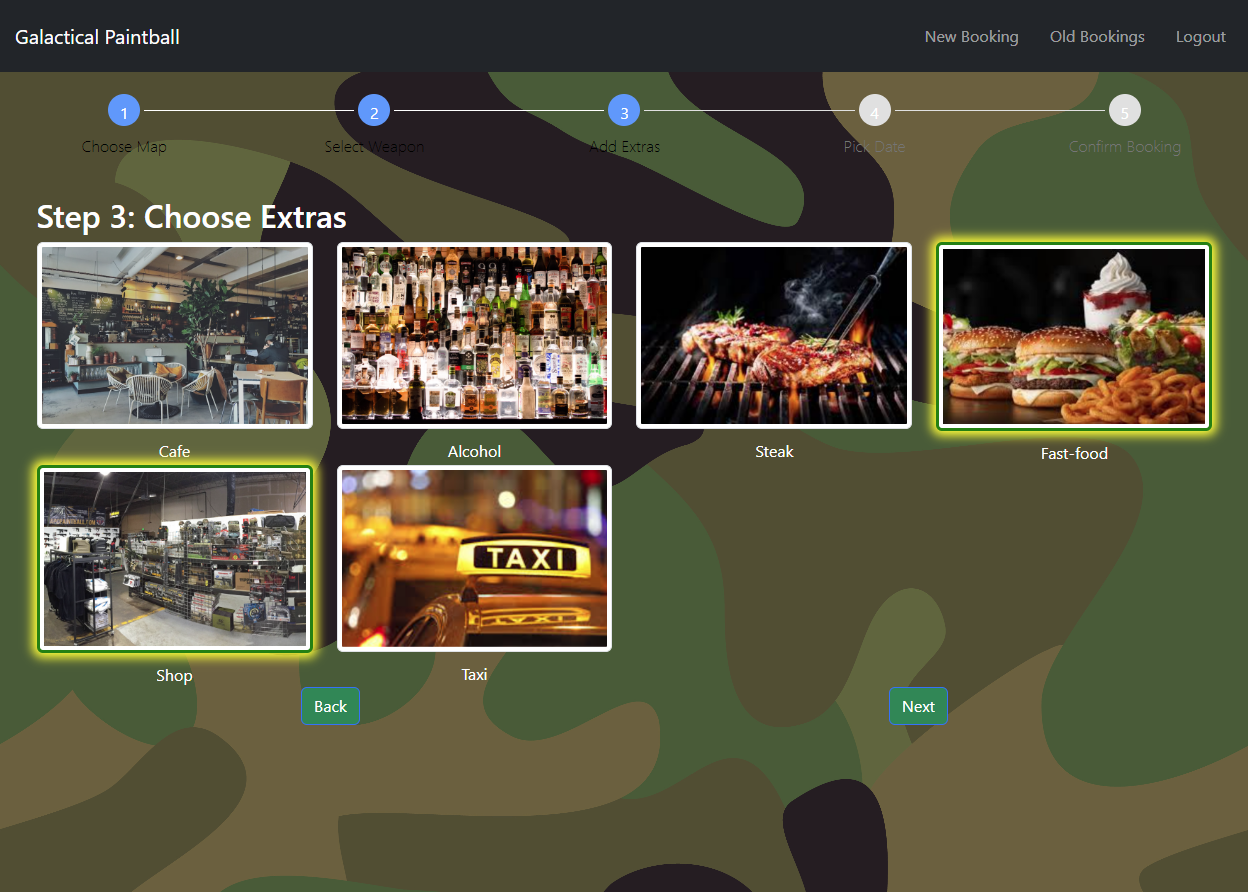 Galactical Paintball
New Booking
Old Bookings
Logout
1
2
3
4
5
Choose Map
Select Weapon
Add Extras
Pick Date
Confirm Booking
Step 3: Choose Extras
Cafe
Alcohol
Steak
Fast-food
TAXI
Shop
Taxi
Back
Next